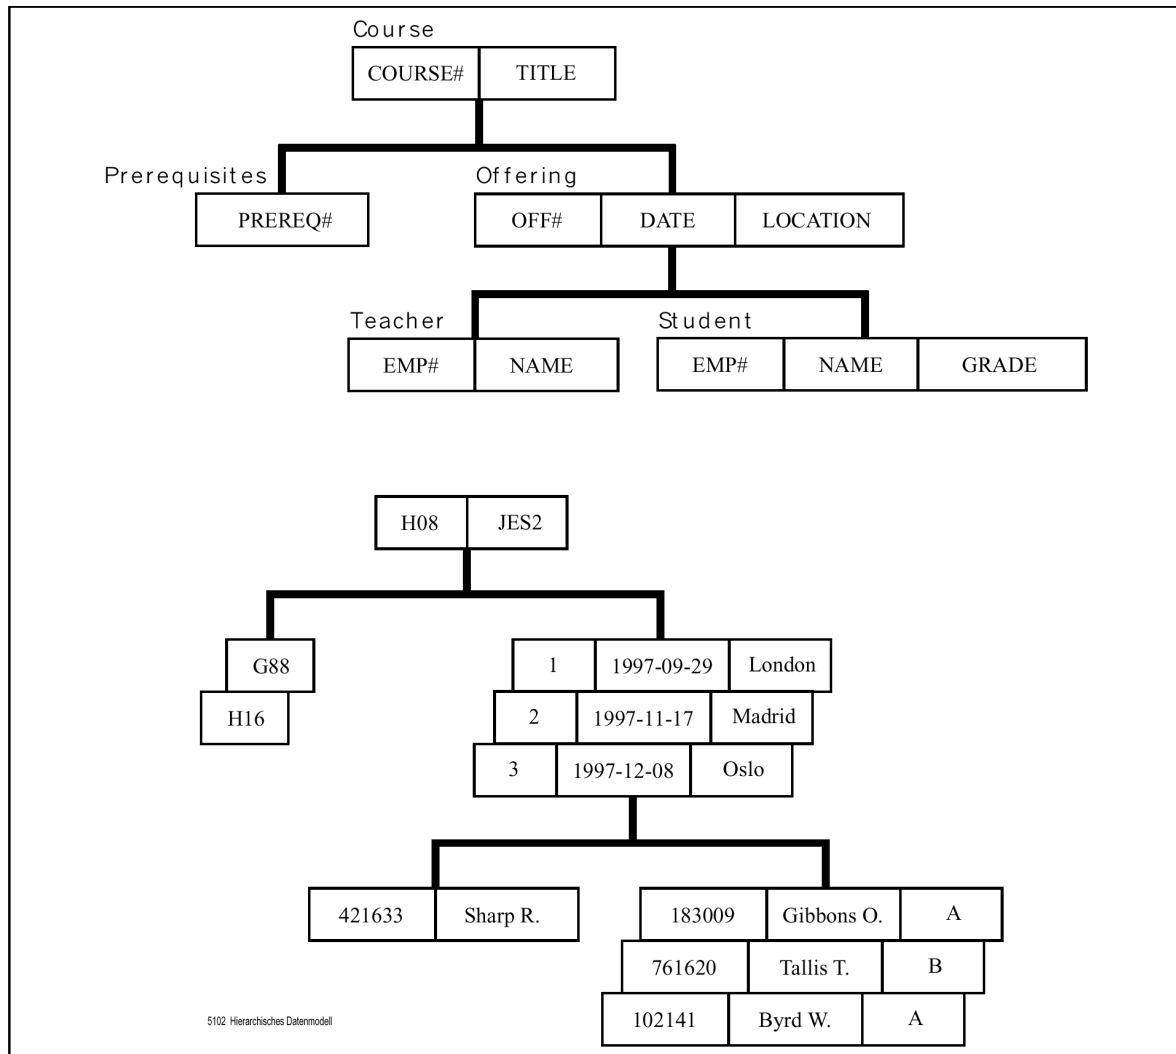 Course
COURSE# TITLE
Prerequisites Offering
PREREQ# OFF# DATE LOCATION
Teacher Student
EMP# NAME EMP# NAME GRADE
H08 JES2
G88 1 1997-09-29 London
H16 2 1997-11-17 Madrid
3 1997-12-08 Oslo
421633 Sharp R. 183009 Gibbons O. A
761620 Tallis T. B
102141 Byrd W. A
5102 Hierarchisches Datenmodell